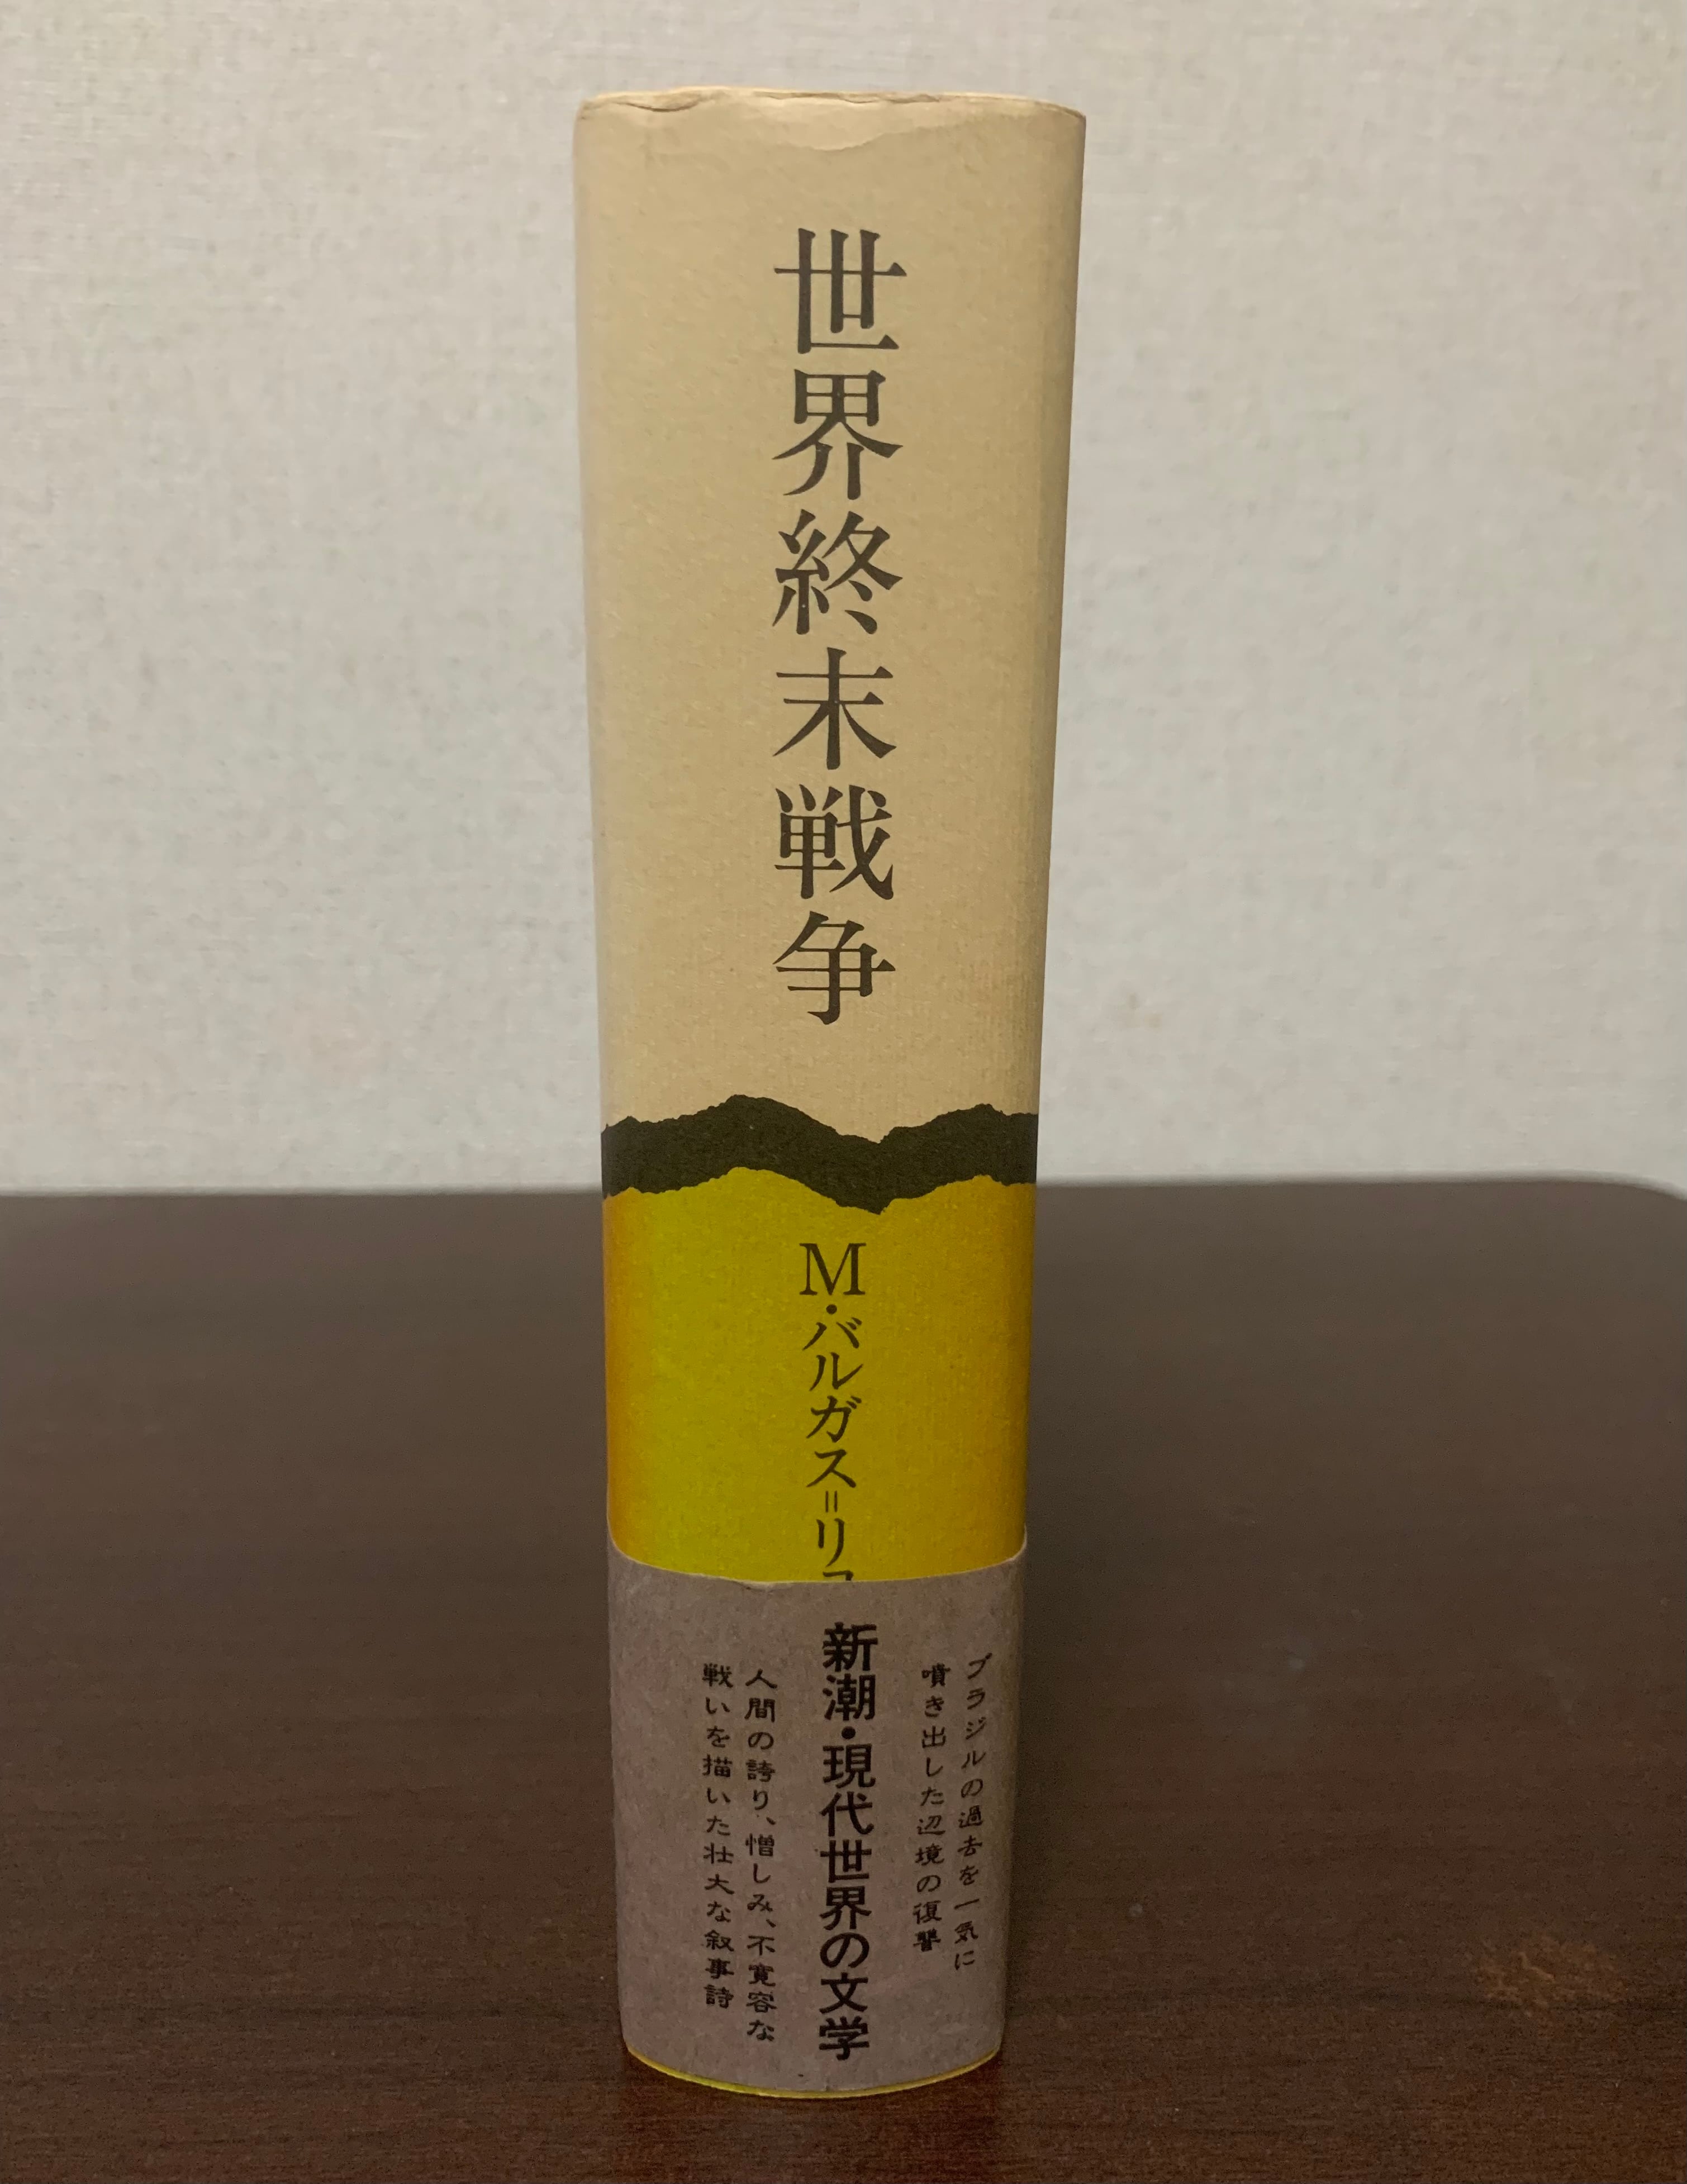 世界終末戦争
M・バルガス=リ
ブラジルの過去を一気に
噴き出した辺境の復讐
新潮・現代世界の文学
人間の誇り、憎しみ、不寛容な
戦いを描いた壮大な叙事詩